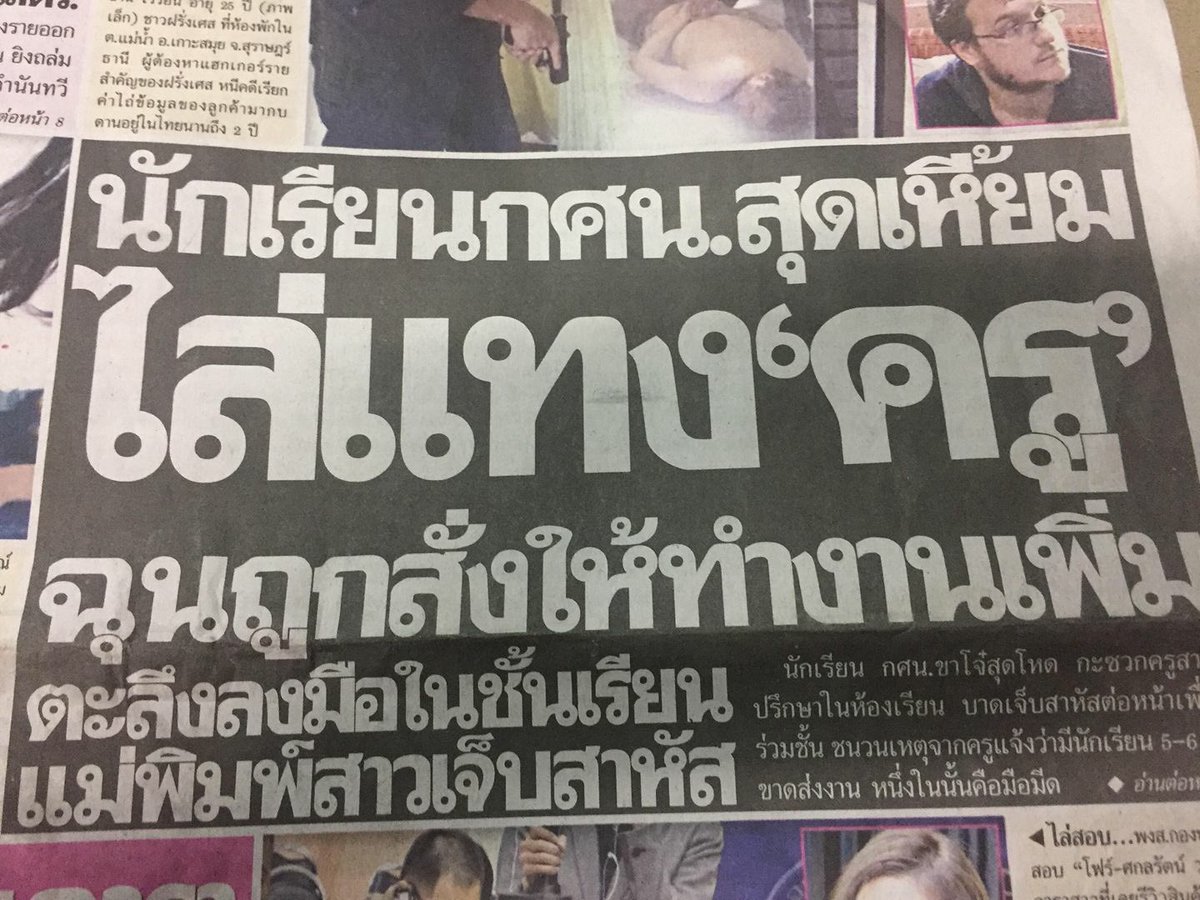 งรายออก
ยิงถล่ม
กำนันทวี
ต่อหน้า 8
อายุ 25 ปี (ภาพ
เล็ก) ชาวฝรั่งเศส ที่ห้องพักใน
ต.แม่น้ำ อ.เกาะสมุย จ.สุราษฎร์
ธานี ผู้ต้องหาแฮกเกอร์ราย
สำคัญของฝรั่งเศส หนีคดีเรียก
ค่าไถ่ข้อมูลของลูกค้ามากบ
ดานอยู่ในไทยนานถึง 2 ปี
นักเรียนกศน.สุดเหี้ยม
ไล่แทง‘ครู’
ฉุนถูกสั่งให้ทำงานเพิ่ม
ตะลึงลงมือในชั้นเรียน
แม่พิมพ์สาวเจ็บสาหัส
นักเรียน กศน.ขาโจ๋สุดโหด กะซวกครูสา
ปรึกษาในห้องเรียน บาดเจ็บสาหัสต่อหน้าเพื่
ร่วมชั้น ชนวนเหตุจากครูแจ้งว่ามีนักเรียน 5-6
ขาดส่งงาน หนึ่งในนั้นคือมือมีด ◆ อ่านต่อห
◀ ไล่สอบ...พงส.กองป
สอบ “โฟร์-ศกลรัตน์